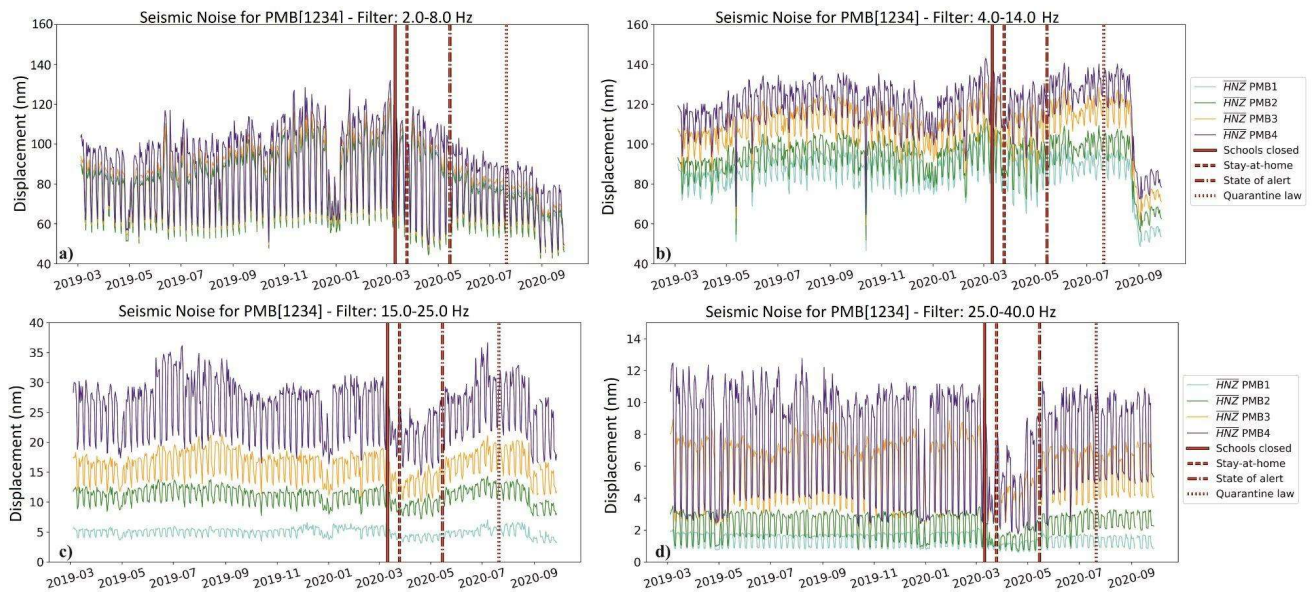 Seismic Noise for PMB[1234] - Filter: 2.0-8.0 Hz
160
140
120
100
80
60
40
Displacement (nm)
a)
2019-03
2019-05
2019-07
2019-09
2019-11
2020-01
2020-03
2020-05
2020-07
2020-09
Seismic Noise for PMB[1234] - Filter: 4.0-14.0 Hz
160
140
120
100
80
60
40
Displacement (nm)
b)
2019-03
2019-05
2019-07
2019-09
2019-11
2020-01
2020-03
2020-05
2020-07
2020-09
HNZ PMB1
HNZ PMB2
HNZ PMB3
HNZ PMB4
Schools closed
Stay-at-home
State of alert
Quarantine law
Seismic Noise for PMB[1234] - Filter: 15.0-25.0 Hz
40
35
30
25
20
15
10
5
0
Displacement (nm)
c)
2019-03
2019-05
2019-07
2019-09
2019-11
2020-01
2020-03
2020-05
2020-07
2020-09
Seismic Noise for PMB[1234] - Filter: 25.0-40.0 Hz
14
12
10
8
6
4
2
0
Displacement (nm)
d)
2019-03
2019-05
2019-07
2019-09
2019-11
2020-01
2020-03
2020-05
2020-07
2020-09
HNZ PMB1
HNZ PMB2
HNZ PMB3
HNZ PMB4
Schools closed
Stay-at-home
State of alert
Quarantine law